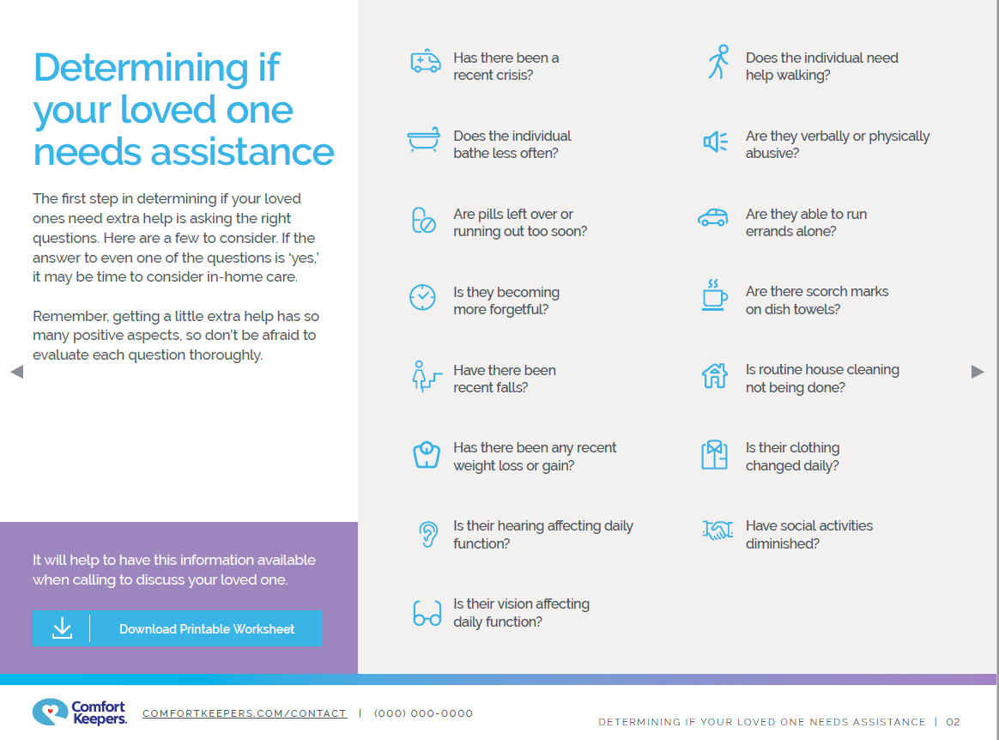 Determining if
your loved one
needs assistance
The first step in determining if your loved
ones need extra help is asking the right
questions. Here are a few to consider. If the
answer to even one of the questions is ‘yes,’
it may be time to consider in-home care.
Remember, getting a little extra help has so
many positive aspects, so don’t be afraid to
evaluate each question thoroughly.
It will help to have this information available
when calling to discuss your loved one.
Download Printable Worksheet
Has there been a
recent crisis?
Does the individual
bathe less often?
Are pills left over or
running out too soon?
Is they becoming
more forgetful?
Have there been
recent falls?
Has there been any recent
weight loss or gain?
Is their hearing affecting daily
function?
Is their vision affecting
daily function?
Does the individual need
help walking?
Are they verbally or physically
abusive?
Are they able to run
errands alone?
Are there scorch marks
on dish towels?
Is routine house cleaning
not being done?
Is their clothing
changed daily?
Have social activities
diminished?
Comfort
Keepers.
COMFORTKEEPERS.COM/CONTACT | (000) 000-0000
DETERMINING IF YOUR LOVED ONE NEEDS ASSISTANCE | 02